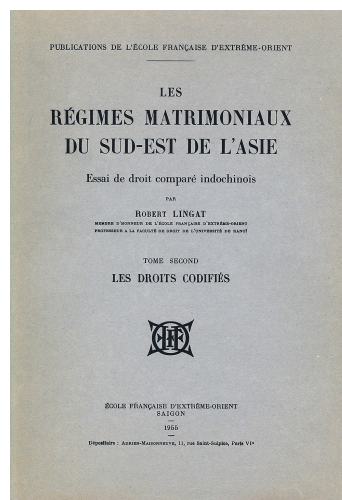 PUBLICATIONS DE L'ÉCOLE FRANÇAISE D'EXTRÊME-ORIENT
LES
RÉGIMES MATRIMONIAUX
DU SUD-EST DE L'ASIE
Essai de droit comparé indochinois
PAR
ROBERT LINGAT
MEMBRE D'HONNEUR DE L'ÉCOLE FRANÇAISE D'EXTRÊME-ORIENT
PROFESSEUR A LA FACULTÉ DE DROIT DE L'UNIVERSITÉ DE HANOÏ
TOME SECOND
LES DROITS CODIFIÉS
ÉCOLE FRANÇAISE D'EXTRÊME-ORIENT
SAIGON
1955
Dépositaire : ADRIEN-MAISONNEUVE, 11, rue Saint-Sulpice, Paris VIe